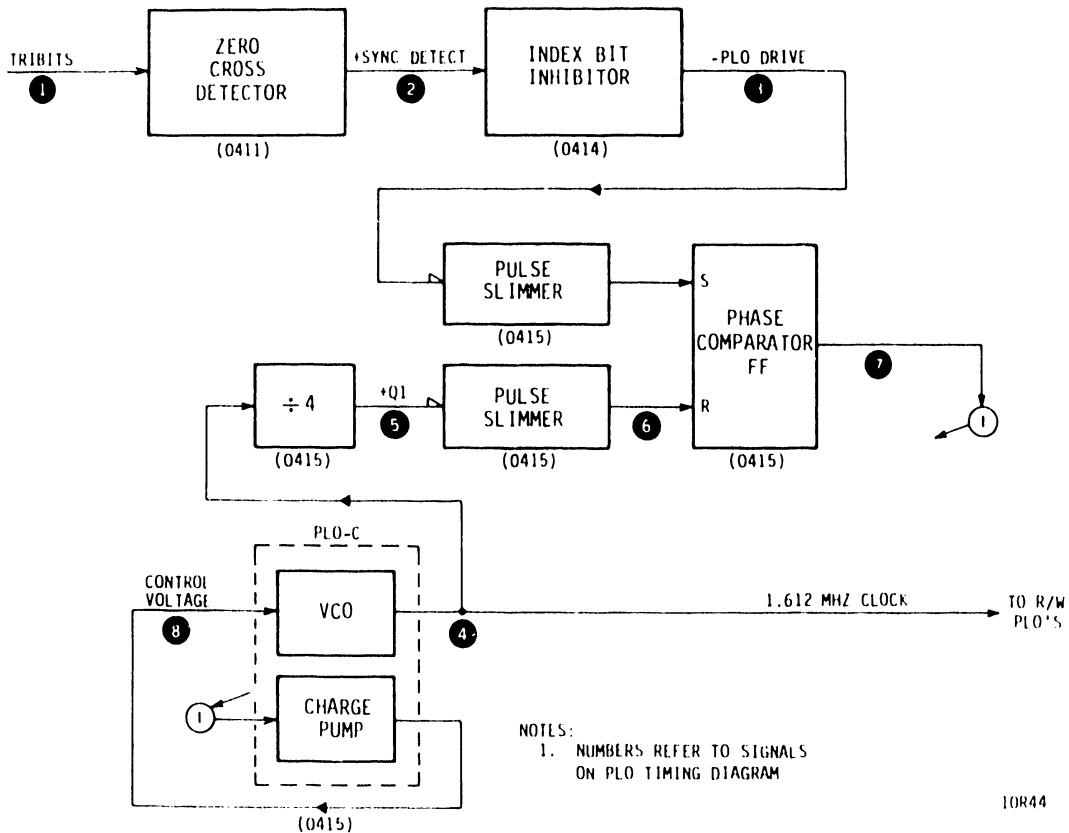 TRIBITS
1
ZERO
CROSS
DETECTOR
(0411)
+SYNC DETECT
2
INDEX BIT
INHIBITOR
(0414)
-PLO DRIVE
3
PULSE
SLIMMER
(0415)
S
PHASE
COMPARATOR
FF
R
(0415)
7
1
÷4
(0415)
+Q1
5
PULSE
SLIMMER
(0415)
6
PLO-C
CONTROL
VOLTAGE
8
VCO
4
1.612 MHZ CLOCK
TO R/W
PLO'S
1
CHARGE
PUMP
(0415)
NOTES:
1. NUMBERS REFER TO SIGNALS
ON PLO TIMING DIAGRAM
10R44